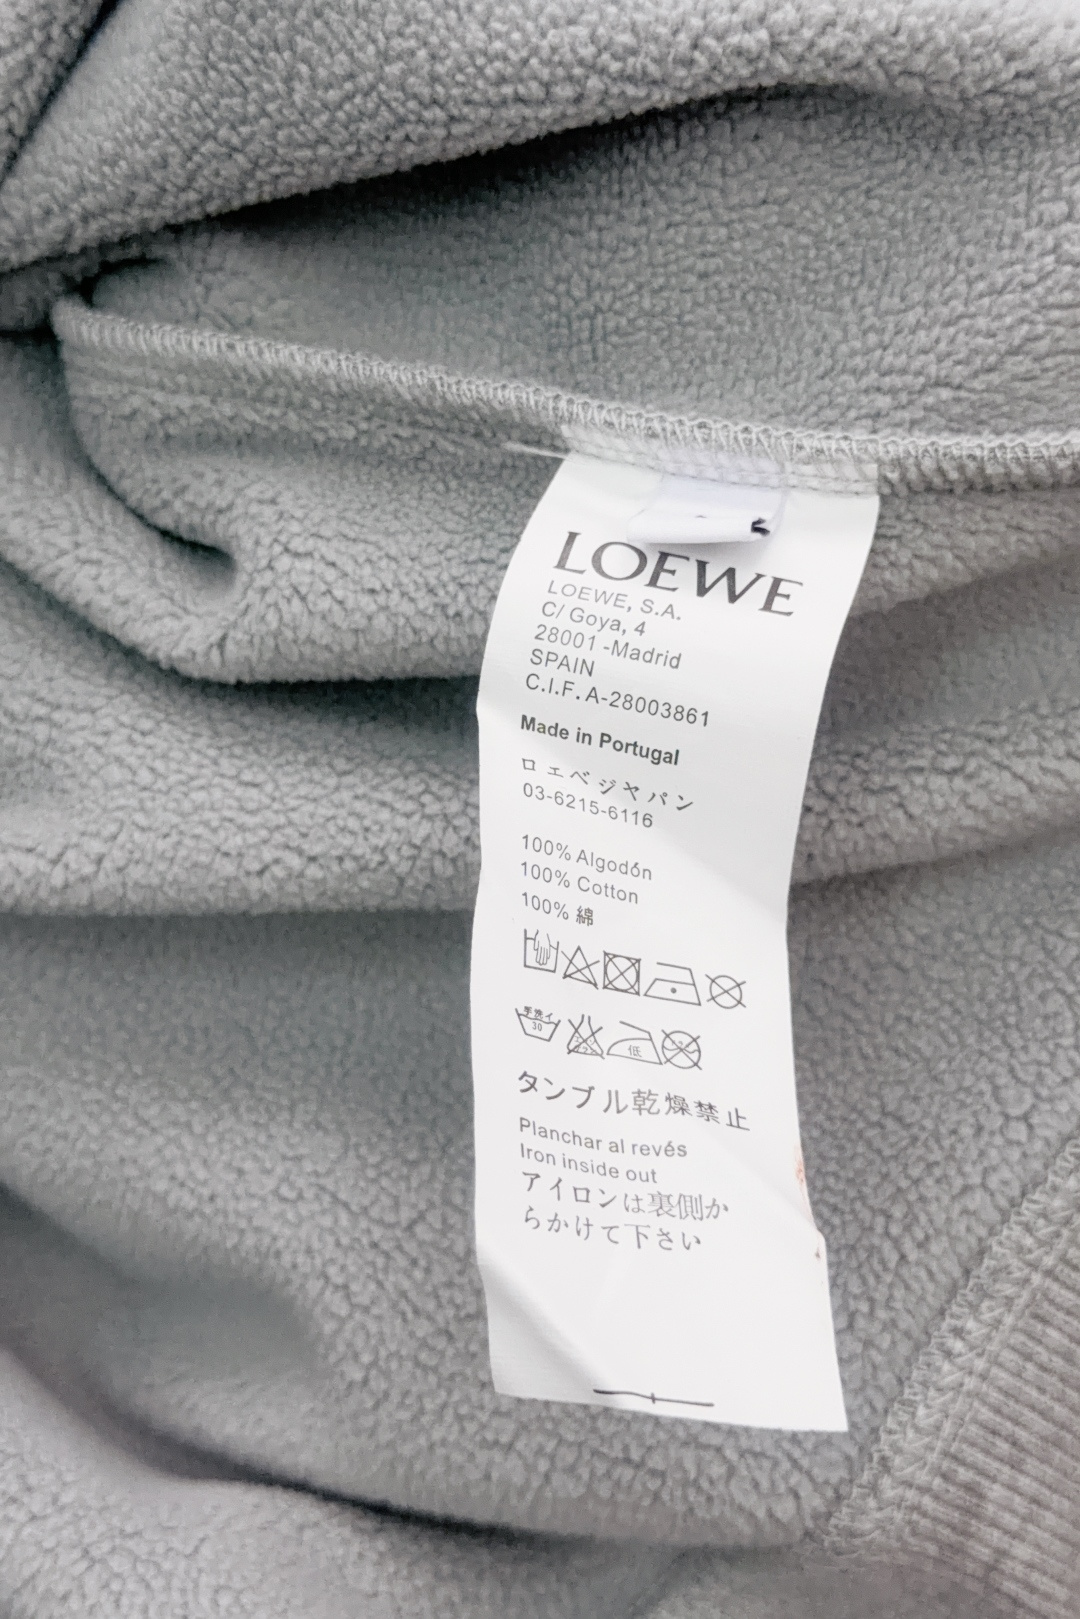 LOEWE
LOEWE, S.A.
C/ Goya, 4
28001 -Madrid
SPAIN
C.I.F. A-28003861
Made in Portugal
ロエベジャパン
03-6215-6116
100% Algodón
100% Cotton
100% 綿
手洗イ
30
低
タンブル乾燥禁止
Planchar al revés
Iron inside out
アイロンは裏側か
らかけて下さい